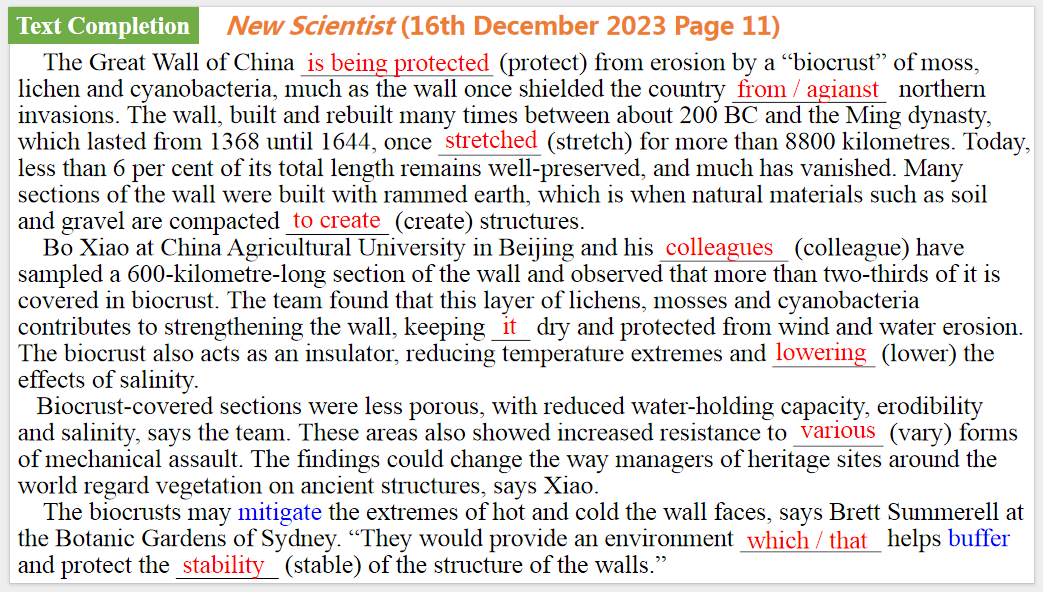 Text Completion New Scientist (16th December 2023 Page 11)
The Great Wall of China is being protected (protect) from erosion by a “biocrust” of moss,
lichen and cyanobacteria, much as the wall once shielded the country from / agianst northern
invasions. The wall, built and rebuilt many times between about 200 BC and the Ming dynasty,
which lasted from 1368 until 1644, once stretched (stretch) for more than 8800 kilometres. Today,
less than 6 per cent of its total length remains well-preserved, and much has vanished. Many
sections of the wall were built with rammed earth, which is when natural materials such as soil
and gravel are compacted to create (create) structures.
Bo Xiao at China Agricultural University in Beijing and his colleagues (colleague) have
sampled a 600-kilometre-long section of the wall and observed that more than two-thirds of it is
covered in biocrust. The team found that this layer of lichens, mosses and cyanobacteria
contributes to strengthening the wall, keeping it dry and protected from wind and water erosion.
The biocrust also acts as an insulator, reducing temperature extremes and lowering (lower) the
effects of salinity.
Biocrust-covered sections were less porous, with reduced water-holding capacity, erodibility
and salinity, says the team. These areas also showed increased resistance to various (vary) forms
of mechanical assault. The findings could change the way managers of heritage sites around the
world regard vegetation on ancient structures, says Xiao.
The biocrusts may mitigate the extremes of hot and cold the wall faces, says Brett Summerell at
the Botanic Gardens of Sydney. “They would provide an environment which / that helps buffer
and protect the stability (stable) of the structure of the walls.”